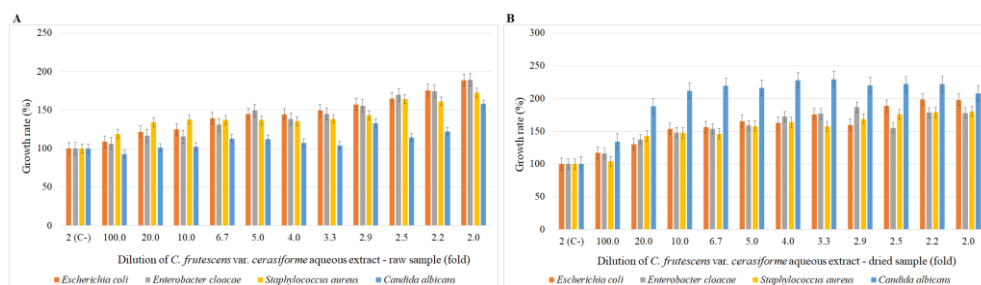 A
250
200
150
100
50
0
Growth rate (%)
2 (C-) 100.0 20.0 10.0 6.7 5.0 4.0 3.3 2.9 2.5 2.2 2.0
Dilution of C. frutescens var. cerasiforme aqueous extract - raw sample (fold)
Escherichia coli Enterobacter cloacae Staphylococcus aureus Candida albicans
B
300
250
200
150
100
50
0
Growth rate (%)
2 (C-) 100.0 20.0 10.0 6.7 5.0 4.0 3.3 2.9 2.5 2.2 2.0
Dilution of C. frutescens var. cerasiforme aqueous extract - dried sample (fold)
Escherichia coli Enterobacter cloacae Staphylococcus aureus Candida albicans